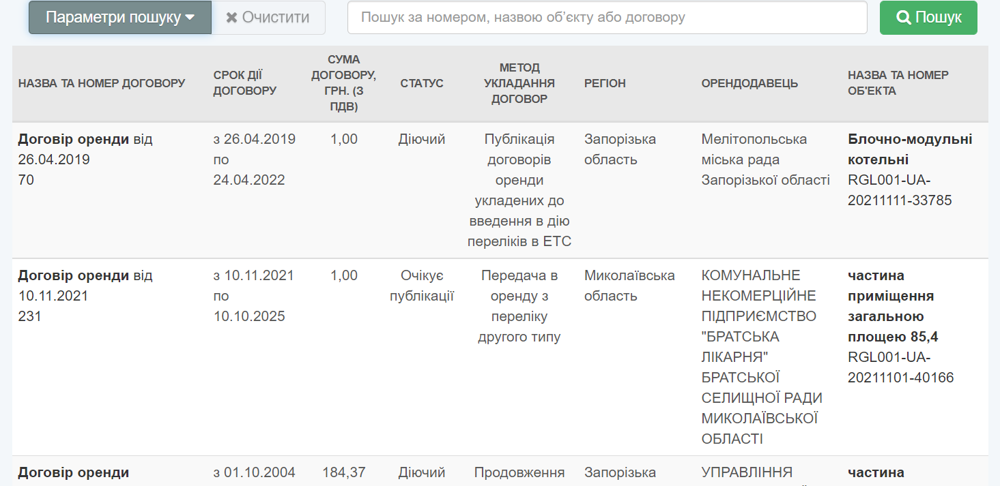 Параметри пошуку
Очистити
Пошук за номером, назвою об'єкту або договору
Пошук
НАЗВА ТА НОМЕР ДОГОВОРУ
СРОК ДІЇ
ДОГОВОРУ
СУМА
ДОГОВОРУ,
ГРН. (З
ПДВ)
СТАТУС
МЕТОД
УКЛАДАННЯ
ДОГОВОР
РЕГІОН
ОРЕНДОДАВЕЦЬ
НАЗВА ТА НОМЕР
ОБ'ЕКТА
Договір оренди від
26.04.2019
70
з 26.04.2019
по
24.04.2022
1,00
Діючий
Публікація
договорів
оренди
укладених до
введення в дію
переліків в ЕТС
Запорізька
область
Мелітопольська
міська рада
Запорізької області
Блочно-модульні
котельні
RGL001-UA-
20211111-33785
Договір оренди від
10.11.2021
231
з 10.11.2021
по
10.10.2025
1,00
Очікує
публікації
Передача в
оренду з
переліку
другого типу
Миколаївська
область
КОМУНАЛЬНЕ
НЕКОМЕРЦІЙНЕ
ПІДПРИЄМСТВО
"БРАТСЬКА
ЛІКАРНЯ"
БРАТСЬКОЇ
СЕЛИЩНОЇ РАДИ
МИКОЛАЇВСЬКОЇ
ОБЛАСТІ
частина
приміщення
загальною
площею 85,4
RGL001-UA-
20211101-40166
Договір оренди
з 01.10.2004
184,37
Діючий
Продовження
Запорізька
УПРАВЛІННЯ
частина